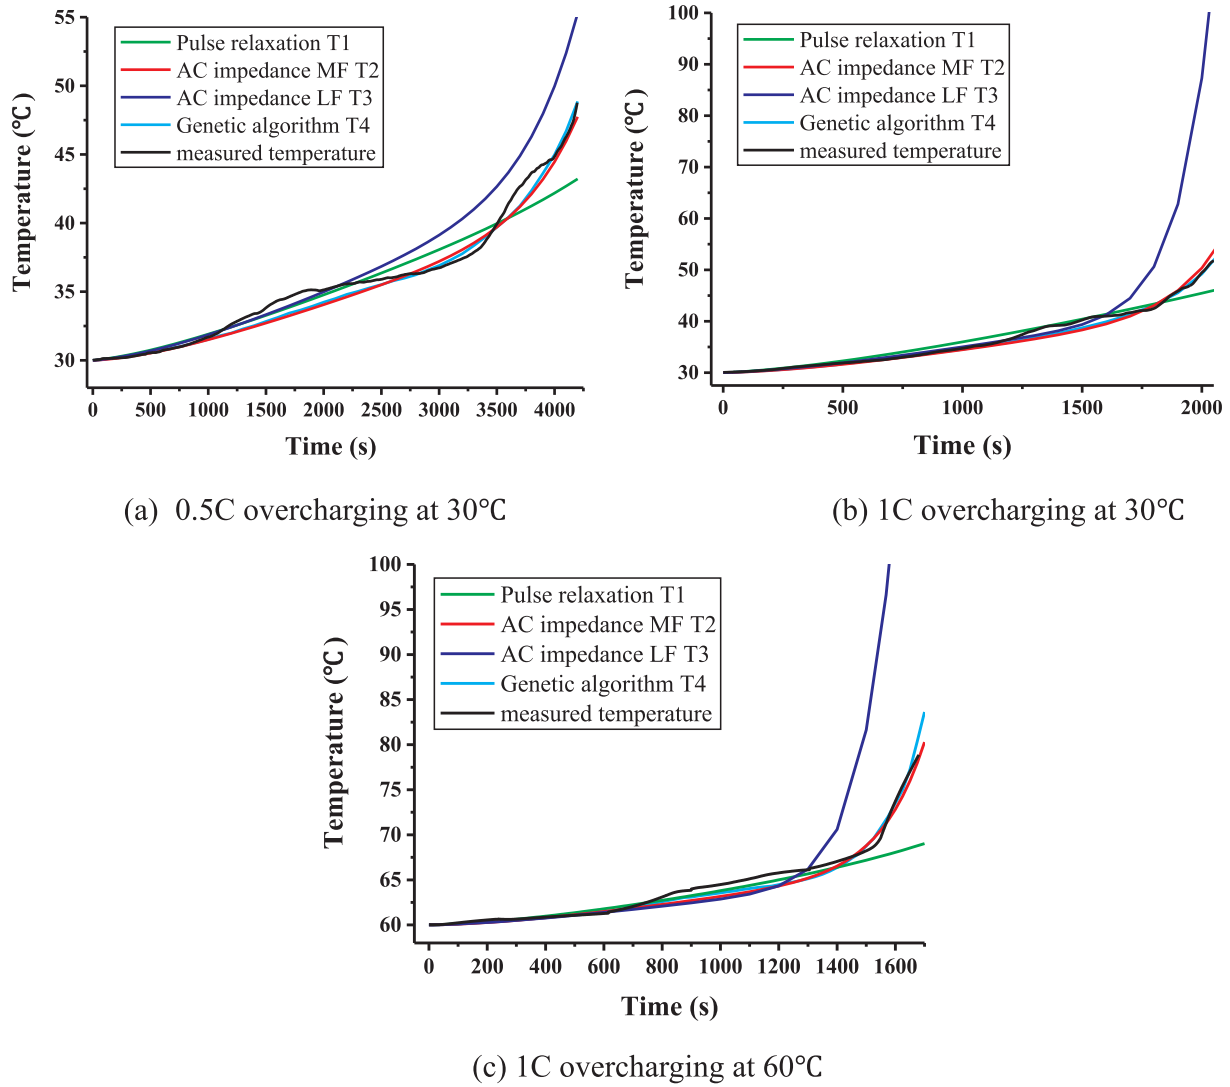 55
50
45
40
35
30
Temperature (℃)
Pulse relaxation T1
AC impedance MF T2
AC impedance LF T3
Genetic algorithm T4
measured temperature
0 500 1000 1500 2000 2500 3000 3500 4000
Time (s)
(a) 0.5C overcharging at 30℃
100
90
80
70
60
50
40
30
Temperature (℃)
Pulse relaxation T1
AC impedance MF T2
AC impedance LF T3
Genetic algorithm T4
measured temperature
0 500 1000 1500 2000
Time (s)
(b) 1C overcharging at 30℃
100
95
90
85
80
75
70
65
60
Temperature (℃)
Pulse relaxation T1
AC impedance MF T2
AC impedance LF T3
Genetic algorithm T4
measured temperature
0 200 400 600 800 1000 1200 1400 1600
Time (s)
(c) 1C overcharging at 60℃